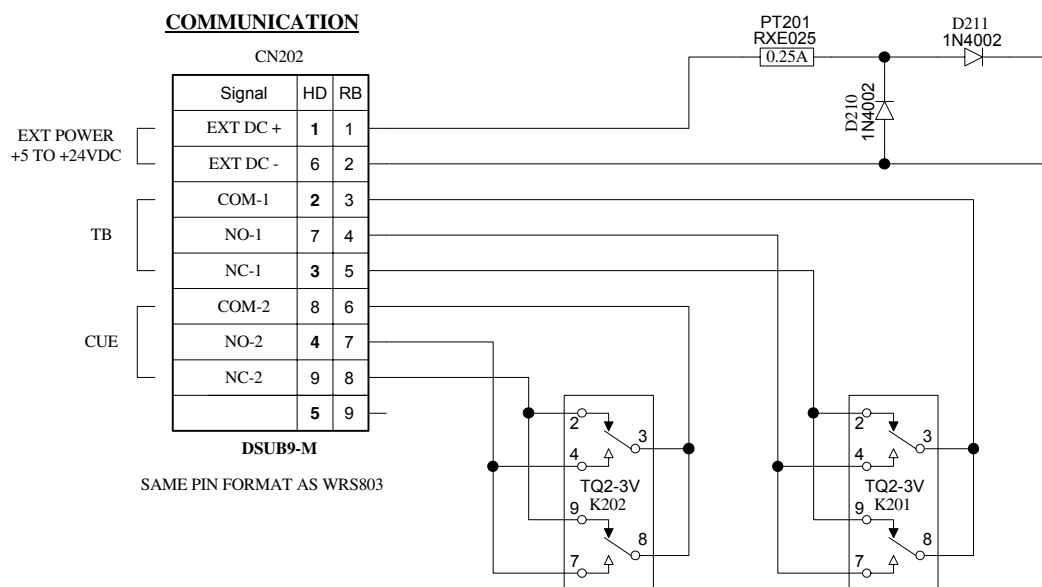 COMMUNICATION
CN202
Signal HD RB
EXT DC + 1 1
EXT DC - 6 2
COM-1 2 3
NO-1 7 4
NC-1 3 5
COM-2 8 6
NO-2 4 7
NC-2 9 8
5 9
DSUB9-M
SAME PIN FORMAT AS WRS803
EXT POWER
+5 TO +24VDC
TB
CUE
PT201
RXE025
0.25A
D211
1N4002
D210
1N4002
2
3
4
TQ2-3V
K202
9
8
7
2
3
4
TQ2-3V
K201
9
8
7